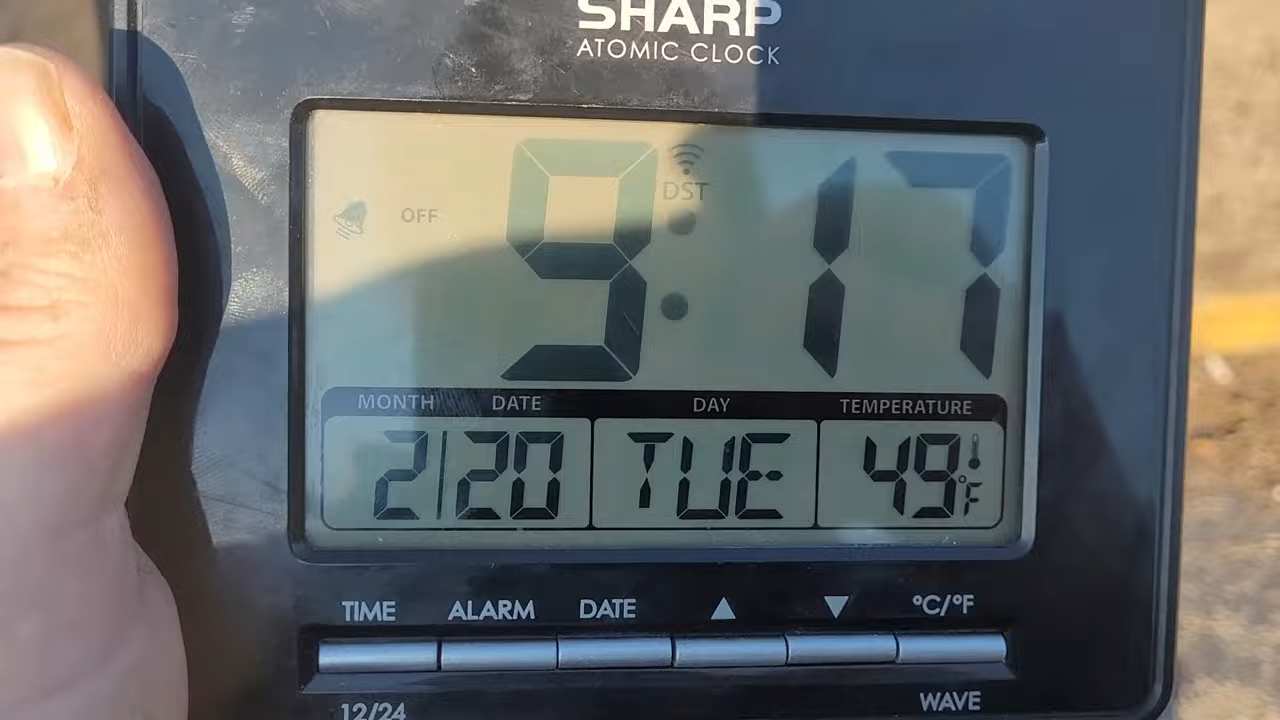 SHARP
ATOMIC CLOCK
DST
OFF
9:17
MONTH DATE DAY TEMPERATURE
2|20 TUE 49°F
TIME ALARM DATE ▲ ▼ °C/°F
12/24 WAVE